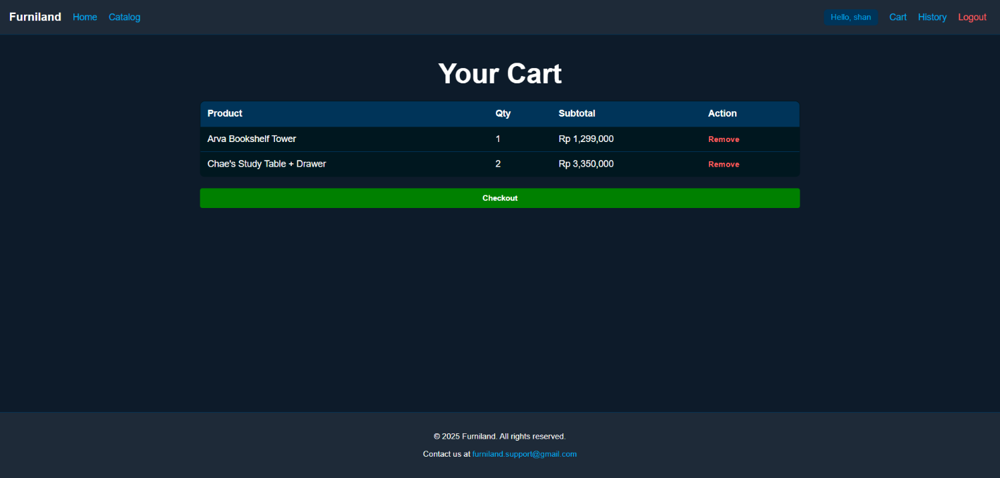 Furniland Home Catalog Hello, shan Cart History Logout
Your Cart
Product Qty Subtotal Action
Arva Bookshelf Tower 1 Rp 1,299,000 Remove
Chae's Study Table + Drawer 2 Rp 3,350,000 Remove
Checkout
© 2025 Furniland. All rights reserved.
Contact us at furniland.support@gmail.com